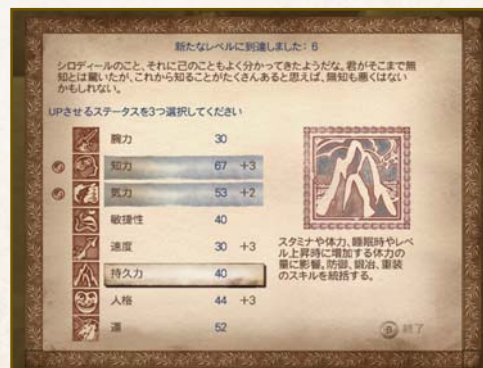 新たなレベルに到達しました：6
シロディールのこと、それに己のこともよく分かってきたようだな。君がそこまで無
知とは驚いたが、これから知ることがたくさんあると思えば、無知も悪くはない
かもしれない。
UPさせるステータスを3つ選択してください
腕力 30
知力 67 +3
気力 53 +2
敏捷性 40
速度 30 +3
持久力 40
人格 44 +3
運 52
スタミナや体力、睡眠時やレベ
ル上昇時に増加する体力の
量に影響。防御、鍛冶、重装
のスキルを統括する。
B 終了